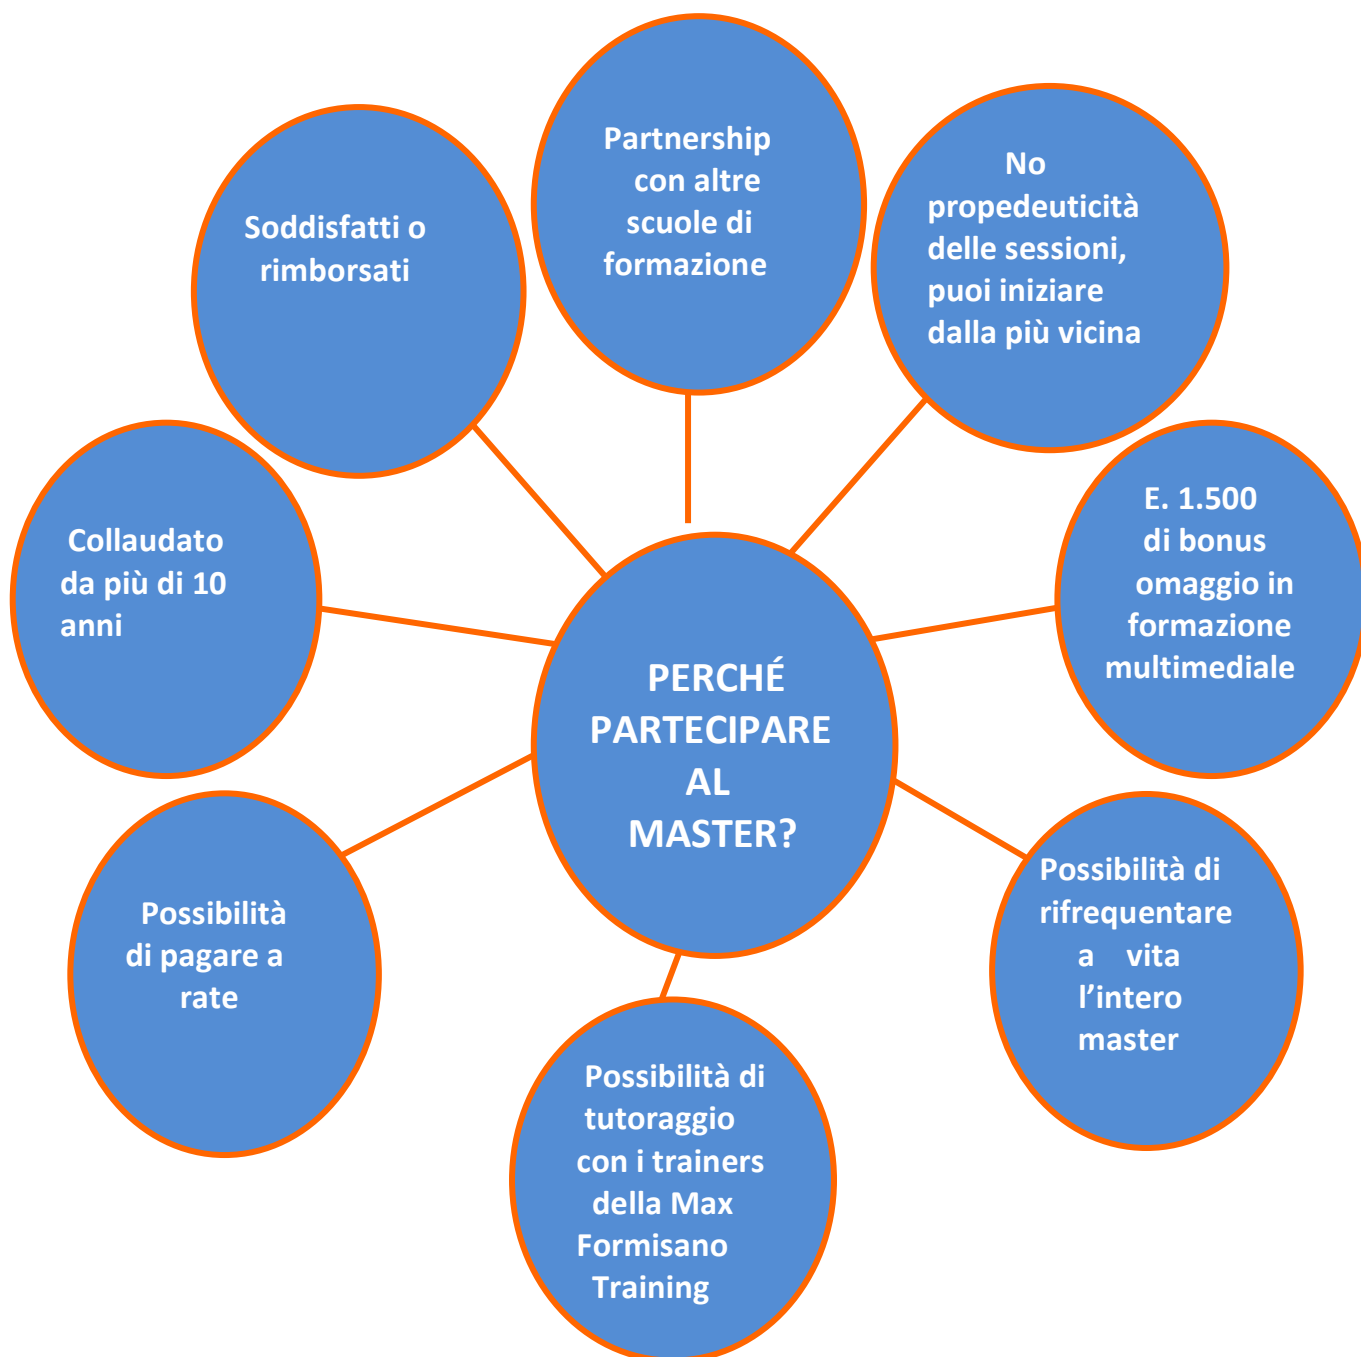 Partnership
con altre
scuole di
formazione
No
propedeuticità
delle sessioni,
puoi iniziare
dalla più vicina
Soddisfatti o
rimborsati
E. 1.500
di bonus
omaggio in
formazione
multimediale
Collaudato
da più di 10
anni
PERCHÉ
PARTECIPARE
AL
MASTER?
Possibilità di
rifrequentare
a vita
l’intero
master
Possibilità
di pagare a
rate
Possibilità di
tutoraggio
con i trainers
della Max
Formisano
Training